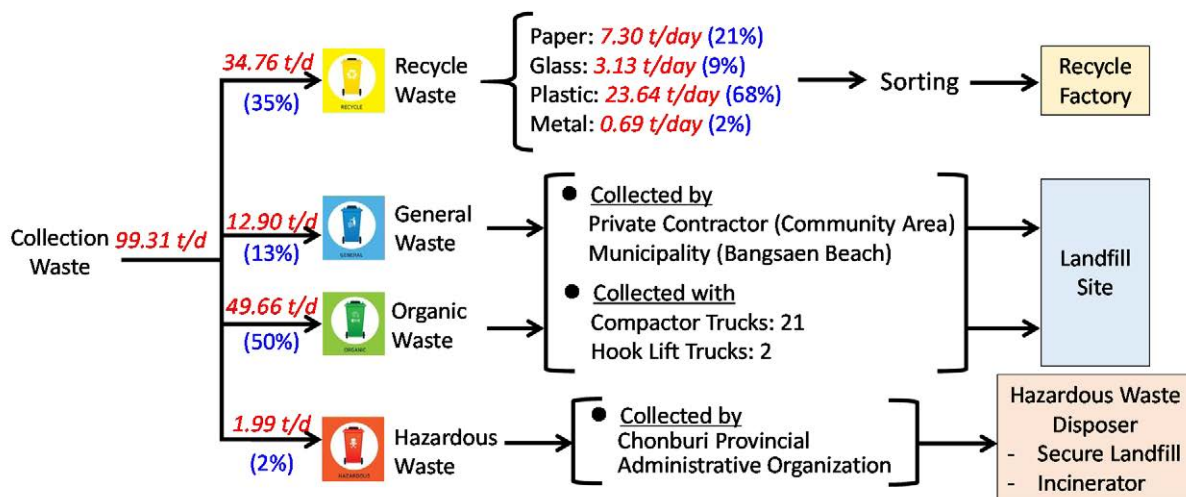 Collection
Waste
99.31 t/d
34.76 t/d
(35%)
RECYCLE
Recycle
Waste
Paper: 7.30 t/day (21%)
Glass: 3.13 t/day (9%)
Plastic: 23.64 t/day (68%)
Metal: 0.69 t/day (2%)
Sorting
Recycle
Factory
12.90 t/d
(13%)
GENERAL
General
Waste
49.66 t/d
(50%)
ORGANIC
Organic
Waste
● Collected by
Private Contractor (Community Area)
Municipality (Bangsaen Beach)
● Collected with
Compactor Trucks: 21
Hook Lift Trucks: 2
Landfill
Site
1.99 t/d
(2%)
HAZARDOUS
Hazardous
Waste
● Collected by
Chonburi Provincial
Administrative Organization
Hazardous Waste
Disposer
- Secure Landfill
- Incinerator